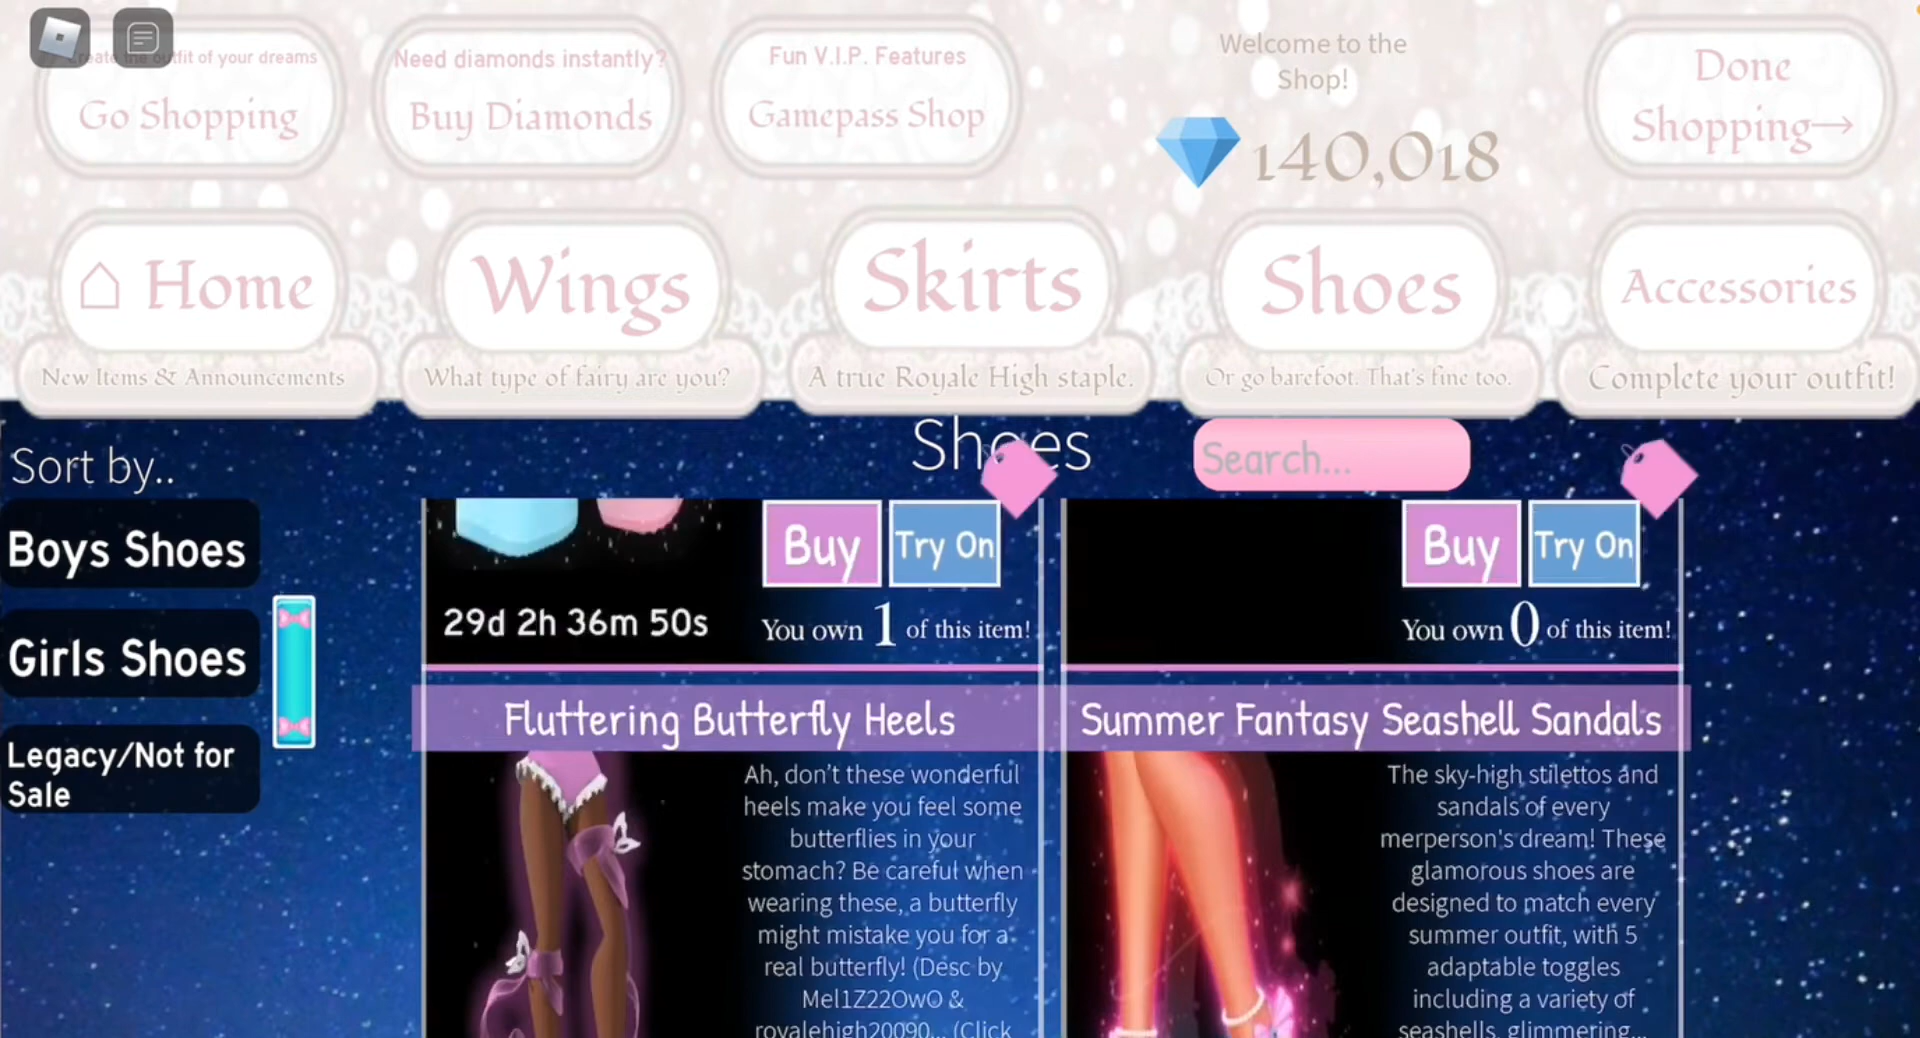 Create the outfit of your dreams
Go Shopping
Need diamonds instantly?
Buy Diamonds
Fun V.I.P. Features
Gamepass Shop
Welcome to the
Shop!
140,018
Done
Shopping→
Home
New Items & Announcements
Wings
What type of fairy are you?
Skirts
A true Royale High staple.
Shoes
Or go barefoot. That's fine too.
Accessories
Complete your outfit!
Shoes
Search...
Sort by..
Boys Shoes
Girls Shoes
Legacy/Not for
Sale
Buy
Try On
29d 2h 36m 50s
You own 1 of this item!
Buy
Try On
You own 0 of this item!
Fluttering Butterfly Heels
Ah, don't these wonderful
heels make you feel some
butterflies in your
stomach? Be careful when
wearing these, a butterfly
might mistake you for a
real butterfly! (Desc by
Mel1Z22OwO &
royalehigh20090... (Click
Summer Fantasy Seashell Sandals
The sky-high stilettos and
sandals of every
merperson's dream! These
glamorous shoes are
designed to match every
summer outfit, with 5
adaptable toggles
including a variety of
seashells, glimmering...